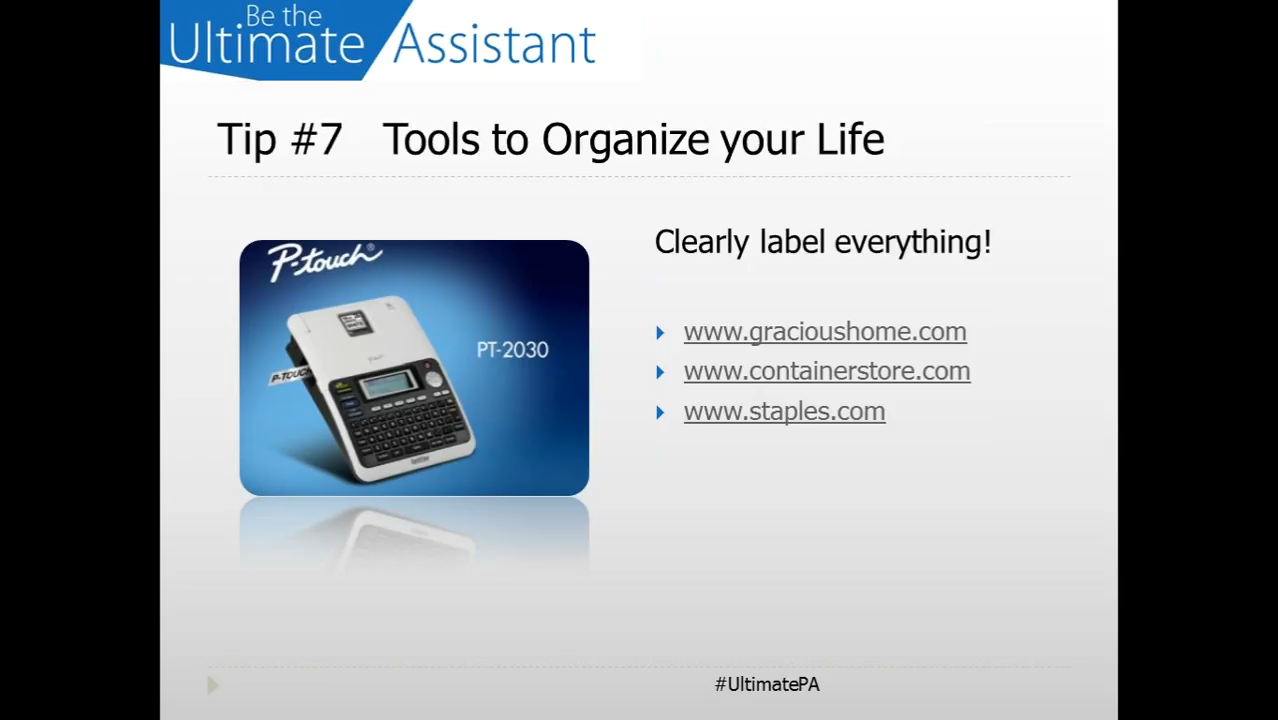 Be the
Ultimate Assistant
Tip #7 Tools to Organize your Life
P-touch®
PT-2030
P-TOUCH
Clearly label everything!
www.gracioushome.com
www.containerstore.com
www.staples.com
#UltimatePA